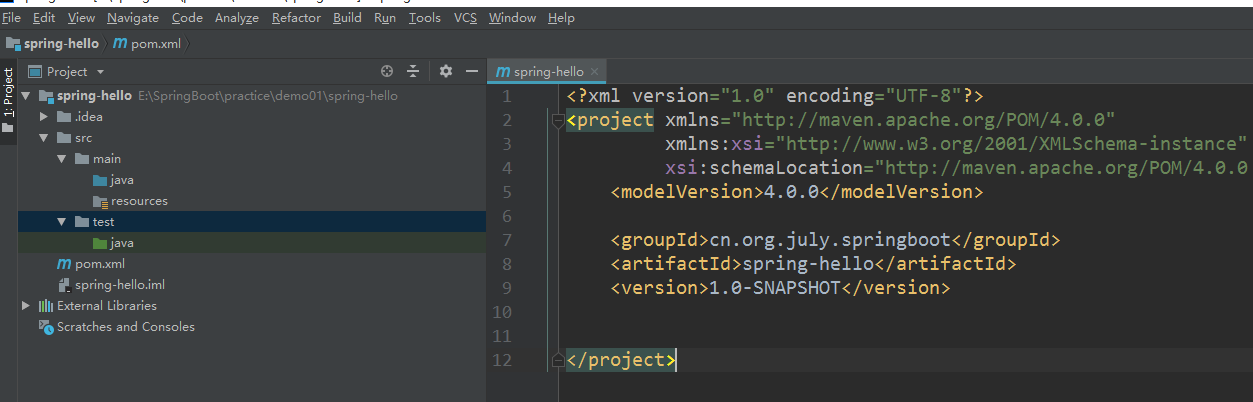 File Edit View Navigate Code Analyze Refactor Build Run Tools VCS Window Help
spring-hello pom.xml
1: Project
Project
spring-hello E:\SpringBoot\practice\demo01\spring-hello
.idea
src
main
java
resources
test
java
pom.xml
spring-hello.iml
External Libraries
Scratches and Consoles
spring-hello
1 <?xml version="1.0" encoding="UTF-8"?>
2 <project xmlns="http://maven.apache.org/POM/4.0.0"
3 xmlns:xsi="http://www.w3.org/2001/XMLSchema-instance"
4 xsi:schemaLocation="http://maven.apache.org/POM/4.0.0
5 <modelVersion>4.0.0</modelVersion>
6
7 <groupId>cn.org.july.springboot</groupId>
8 <artifactId>spring-hello</artifactId>
9 <version>1.0-SNAPSHOT</version>
10
11
12 </project>